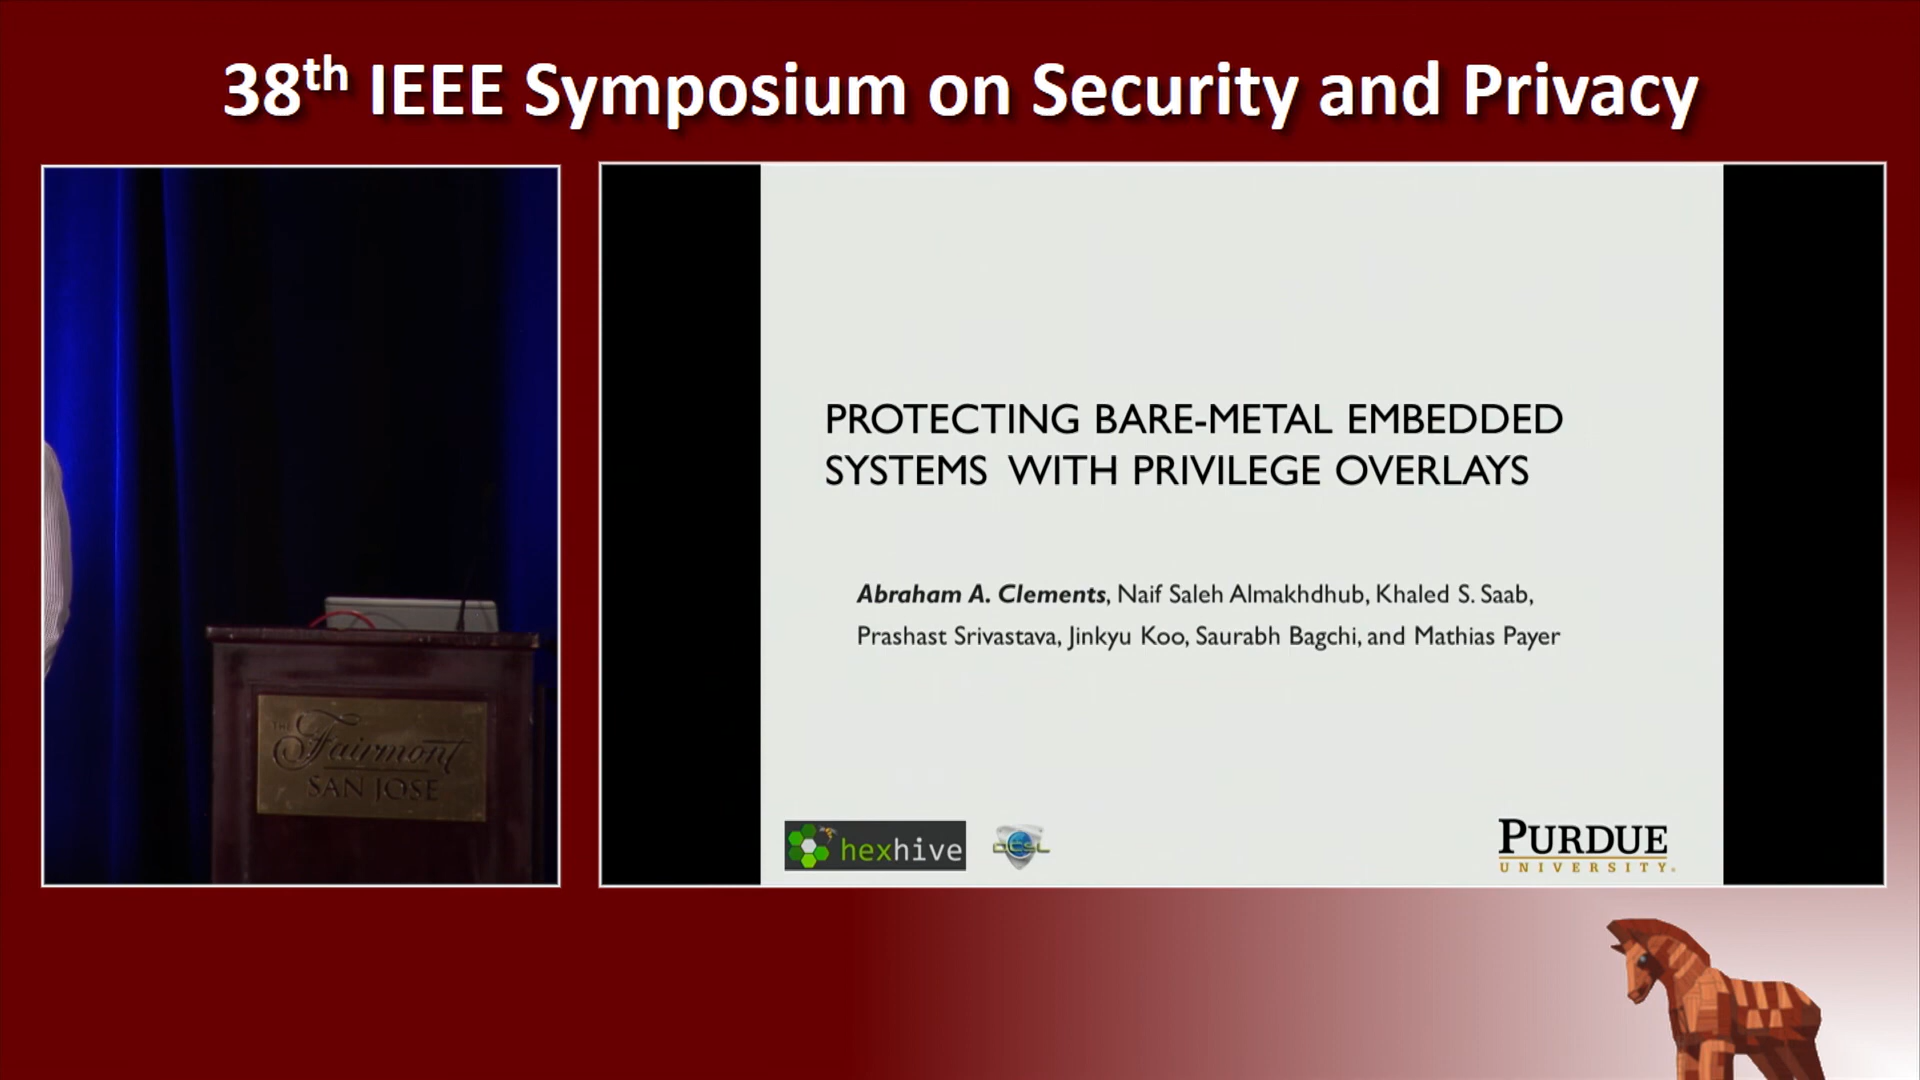 38th IEEE Symposium on Security and Privacy
THE
Fairmont
SAN JOSE
PROTECTING BARE-METAL EMBEDDED
SYSTEMS WITH PRIVILEGE OVERLAYS
Abraham A. Clements, Naif Saleh Almakhdhub, Khaled S. Saab,
Prashast Srivastava, Jinkyu Koo, Saurabh Bagchi, and Mathias Payer
hexhive
DCSL
PURDUE
UNIVERSITY